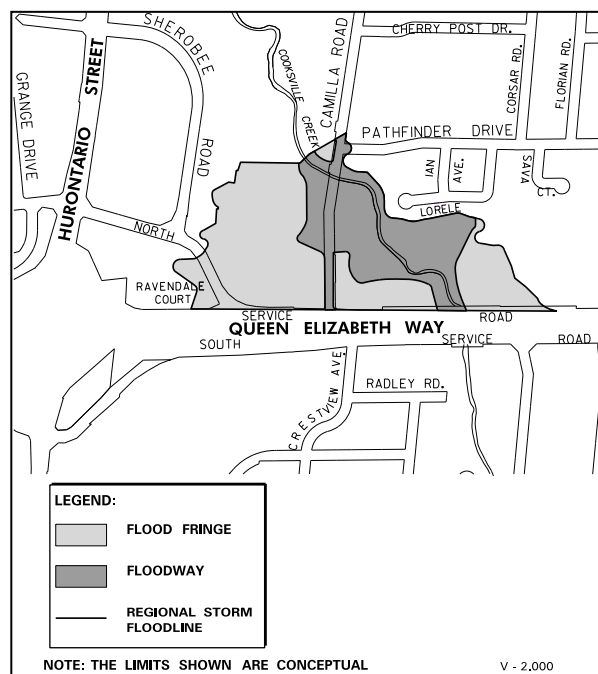 CHERRY POST DR.
SHEROBEE
ROAD
COOKSVILLE
CREEK
CAMILLA ROAD
CORSAR RD.
FLORIAN RD.
GRANGE DRIVE
HURONTARIO STREET
PATHFINDER DRIVE
IAN
AVE.
SAVA
CT.
LORELE
NORTH
RAVENDALE
COURT
SERVICE
ROAD
QUEEN ELIZABETH WAY
SOUTH
SERVICE
ROAD
CRESTVIEW AVE.
RADLEY RD.
LEGEND:
FLOOD FRINGE
FLOODWAY
REGIONAL STORM
FLOODLINE
NOTE: THE LIMITS SHOWN ARE CONCEPTUAL
V - 2.000